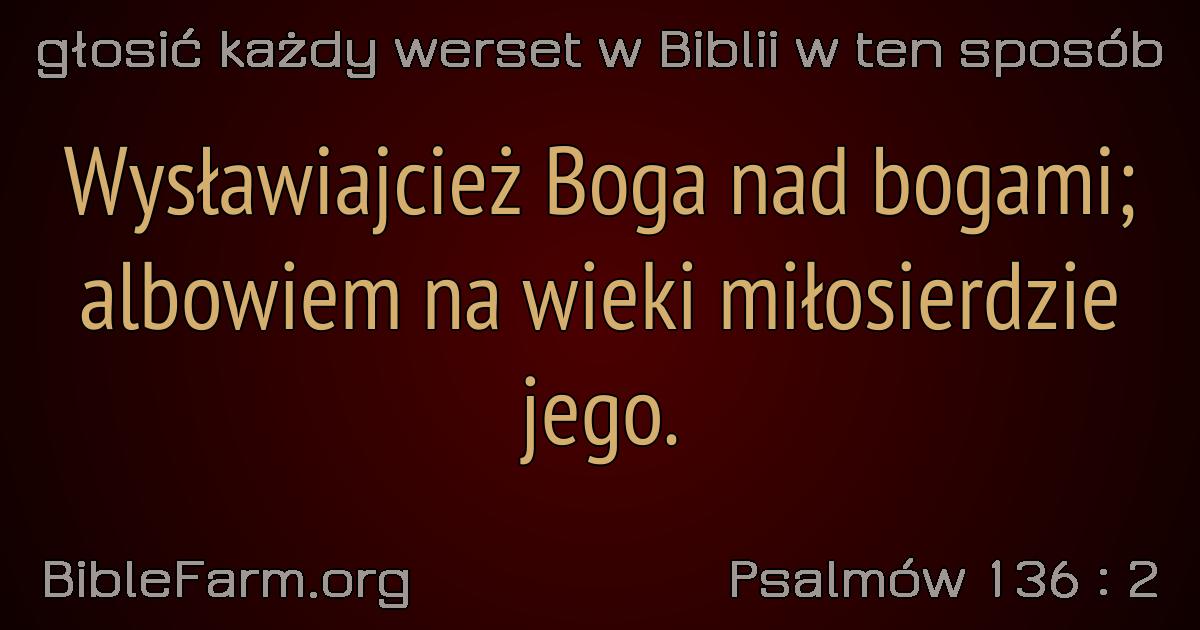 głosić każdy werset w Biblii w ten sposób
Wysławiajcież Boga nad bogami;
albowiem na wieki miłosierdzie
jego.
BibleFarm.org
Psalmów 136 : 2